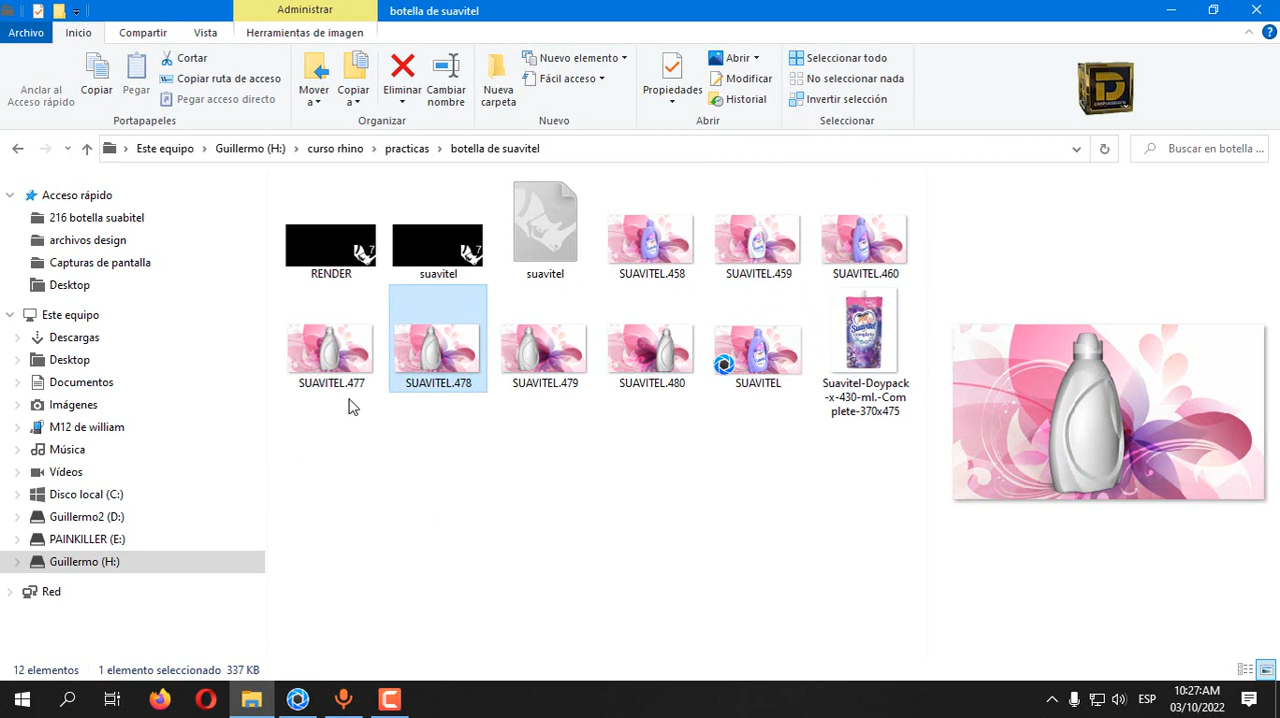 Administrar
botella de suavitel
Archivo
Inicio
Compartir
Vista
Herramientas de imagen
Anclar al
Acceso rápido
Copiar
Pegar
Cortar
Copiar ruta de acceso
Pegar acceso directo
Portapapeles
Mover
a
Copiar
a
Eliminar
Cambiar
nombre
Organizar
Nueva
carpeta
Nuevo elemento
Fácil acceso
Nuevo
Propiedades
Abrir
Modificar
Historial
Abrir
Seleccionar todo
No seleccionar nada
Invertir selección
Seleccionar
Este equipo
Guillermo (H:)
curso rhino
practicas
botella de suavitel
Buscar en botella ...
Acceso rápido
216 botella suabitel
archivos design
Capturas de pantalla
Desktop
Este equipo
Descargas
Desktop
Documentos
Imágenes
M12 de william
Música
Vídeos
Disco local (C:)
Guillermo2 (D:)
PAINKILLER (E:)
Guillermo (H:)
Red
7
7
RENDER
suavitel
suavitel
SUAVITEL.458
SUAVITEL.459
SUAVITEL.460
SUAVITEL.477
SUAVITEL.478
SUAVITEL.479
SUAVITEL.480
SUAVITEL
Suavitel-Doypack
-x-430-ml.-Com
plete-370x475
12 elementos
1 elemento seleccionado 337 KB
ESP
10:27:AM
03/10/2022